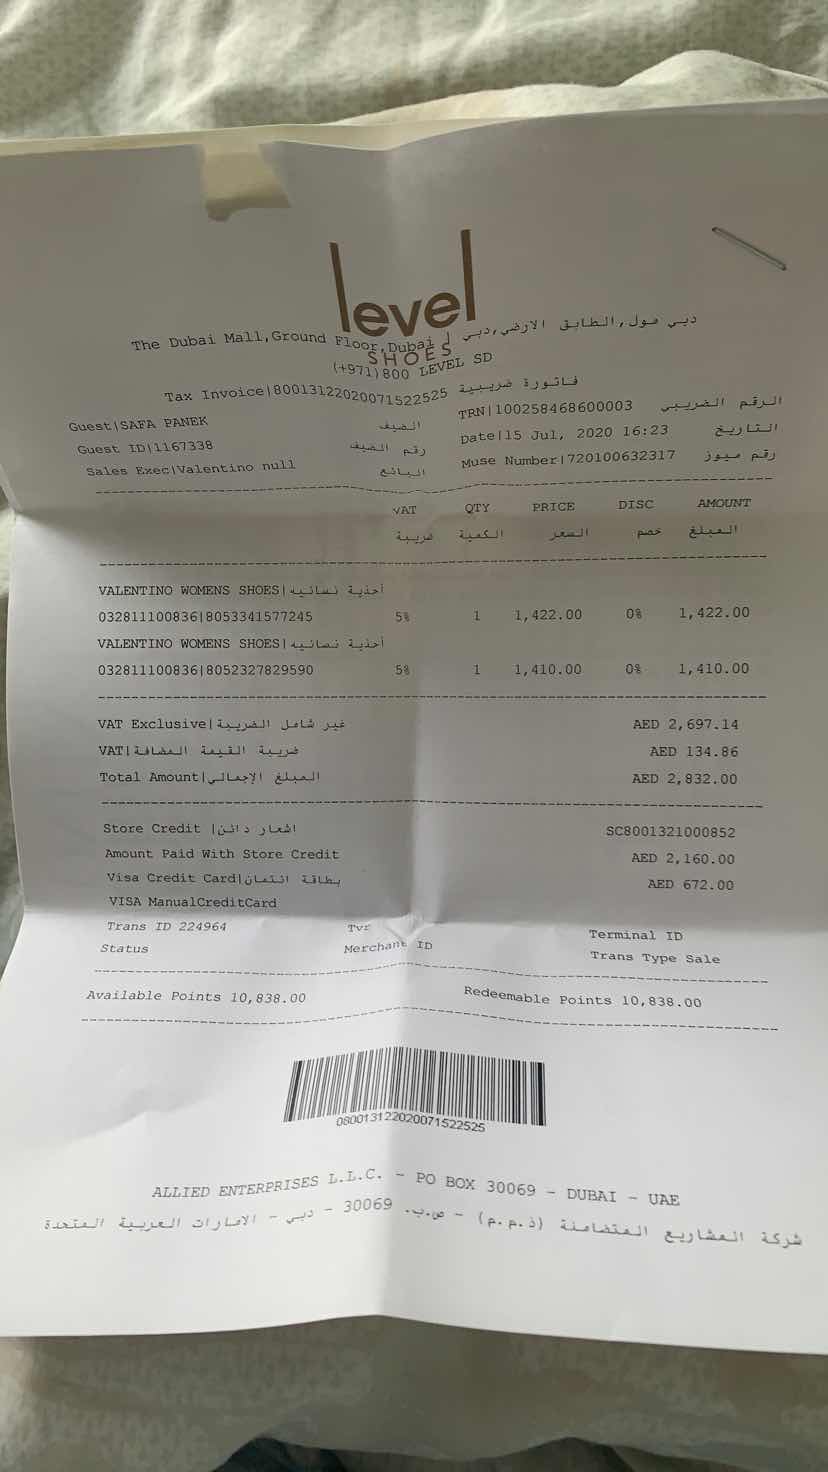 level
SHOES
The Dubai Mall,Ground Floor,Dubai | دبي مول,الطابق الارضي,دبي
(+971)800 LEVEL SD
Tax Invoice|80013122020071522525 فاتورة ضريبية
Guest|SAFA PANEK الضيف TRN|100258468600003 الرقم الضريبي
Guest ID|1167338 رقم الضيف Date|15 Jul, 2020 16:23 التاريخ
Sales Exec|Valentino null البائع Muse Number|720100632317 رقم ميوز
VAT QTY PRICE DISC AMOUNT
ضريبة الكمية السعر خصم المبلغ
VALENTINO WOMENS SHOES|أحذية نسائيه
032811100836|8053341577245 5% 1 1,422.00 0% 1,422.00
VALENTINO WOMENS SHOES|أحذية نسائيه
032811100836|8052327829590 5% 1 1,410.00 0% 1,410.00
VAT Exclusive|غير شامل الضريبة AED 2,697.14
VAT|ضريبة القيمة المضافة AED 134.86
Total Amount|المبلغ الإجمالي AED 2,832.00
Store Credit |اشعار دائن SC8001321000852
Amount Paid With Store Credit AED 2,160.00
Visa Credit Card|بطاقة ائتمان AED 672.00
VISA ManualCreditCard
Trans ID 224964 Tvr Terminal ID
Status Merchant ID Trans Type Sale
Available Points 10,838.00 Redeemable Points 10,838.00
080013122020071522525
ALLIED ENTERPRISES L.L.C. - PO BOX 30069 - DUBAI - UAE
شركة المشاريع المتضامنة (ذ.م.م) - ص.ب. 30069 - دبي - الامارات العربية المتحدة